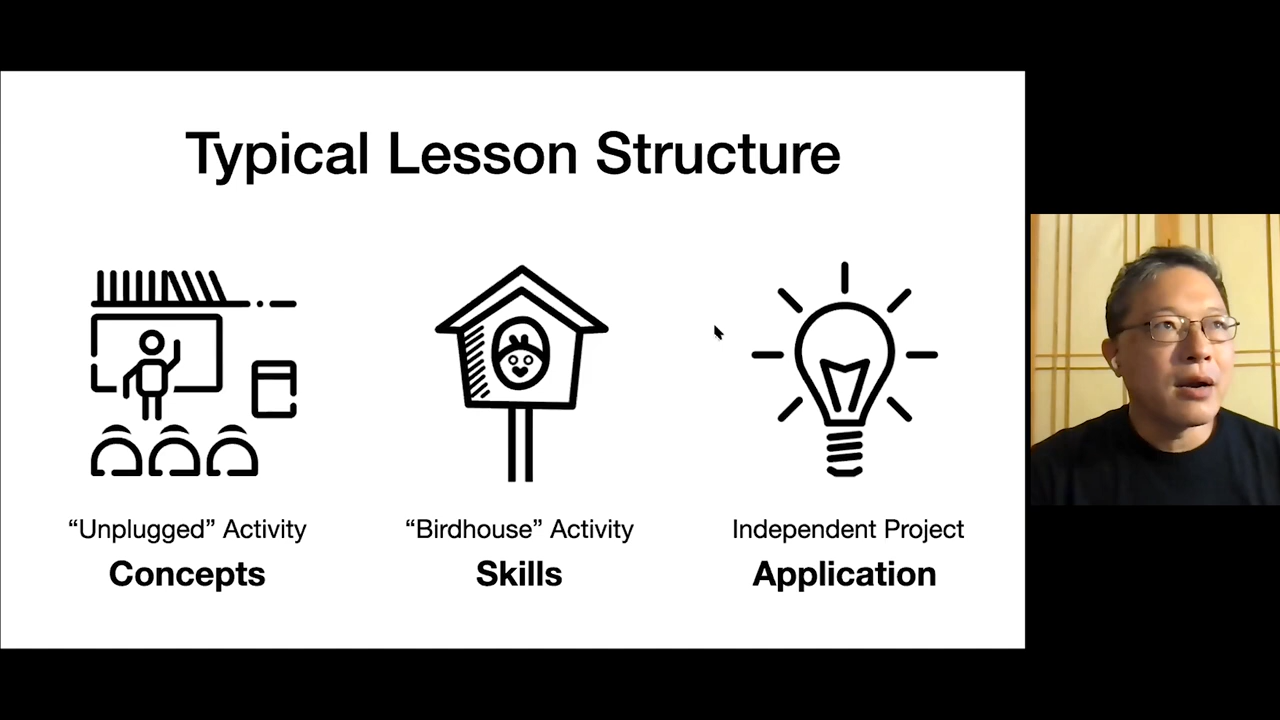 Typical Lesson Structure
“Unplugged” Activity
Concepts
“Birdhouse” Activity
Skills
Independent Project
Application